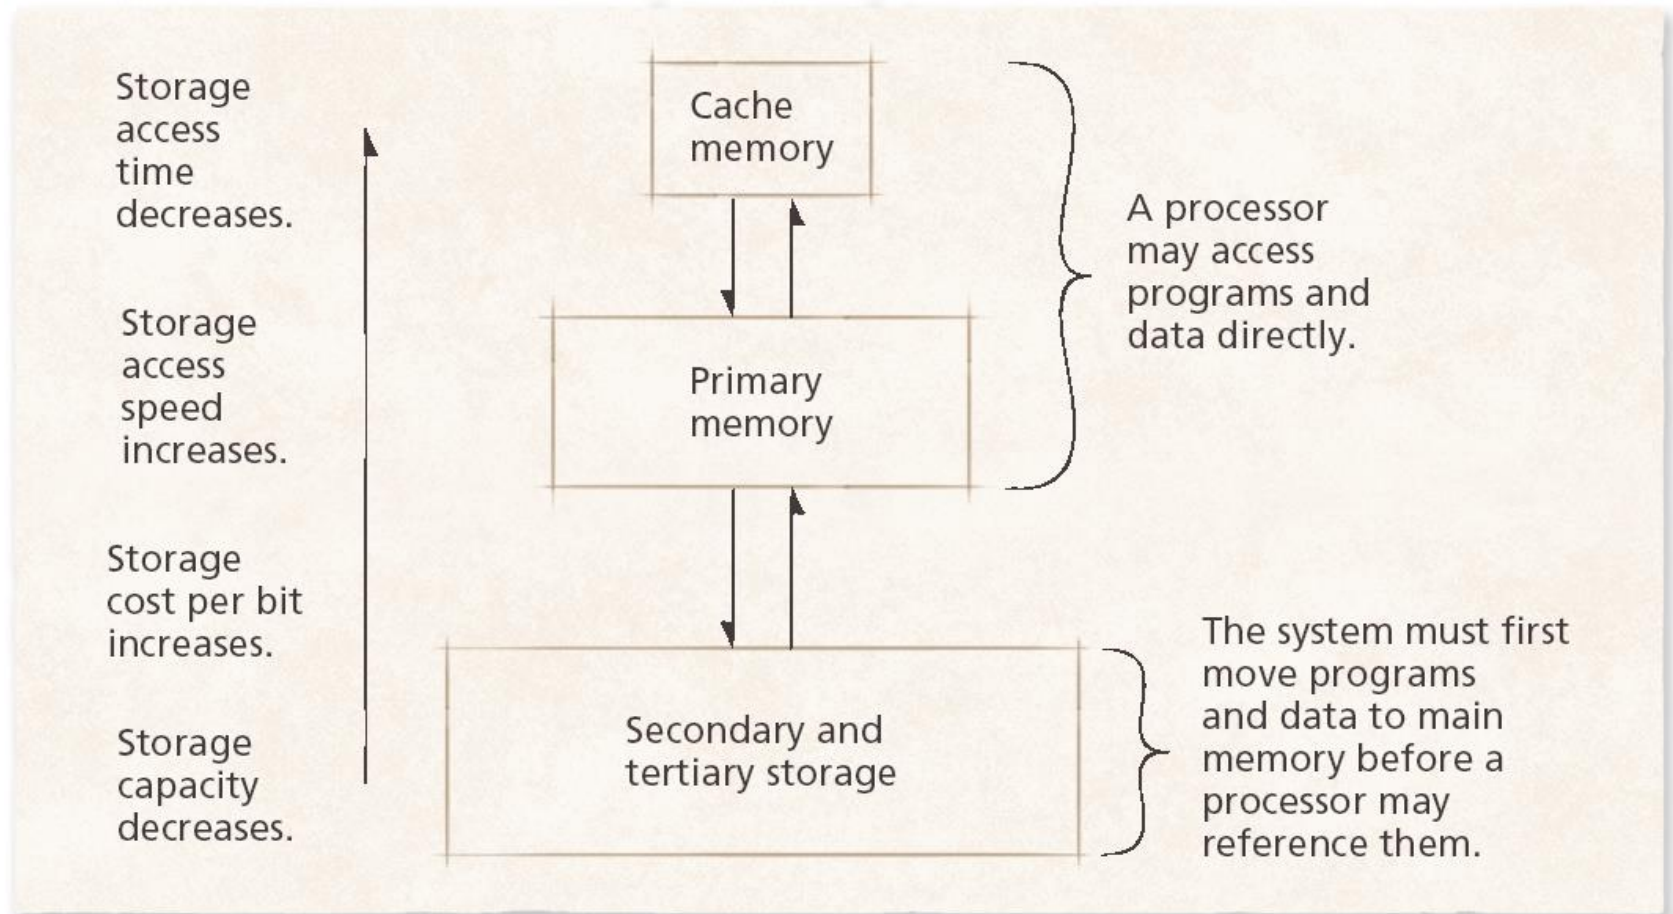 Storage
access
time
decreases.
Storage
access
speed
increases.
Storage
cost per bit
increases.
Storage
capacity
decreases.
Cache
memory
Primary
memory
Secondary and
tertiary storage
A processor
may access
programs and
data directly.
The system must first
move programs
and data to main
memory before a
processor may
reference them.